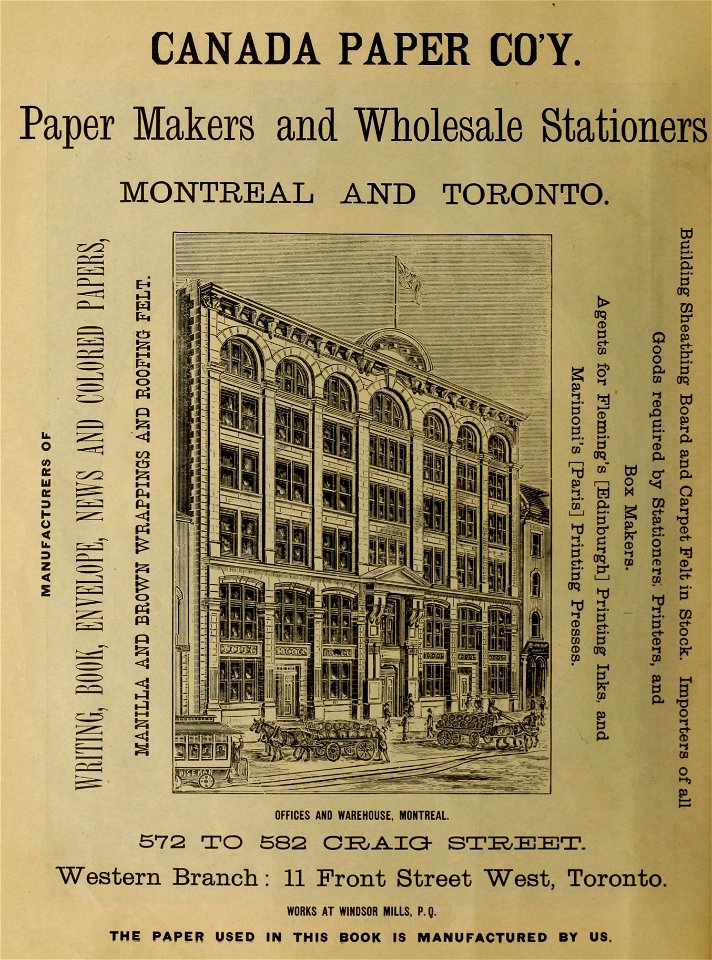 CANADA PAPER CO'Y.
Paper Makers and Wholesale Stationers
MONTREAL AND TORONTO.
MANUFACTURERS OF
WRITING, BOOK, ENVELOPE, NEWS AND COLORED PAPERS,
MANILLA AND BROWN WRAPPINGS AND ROOFING FELT.
Building Sheathing Board and Carpet Felt in Stock. Importers of all
Goods required by Stationers, Printers, and
Box Makers.
Agents for Fleming's [Edinburgh] Printing Inks, and
Marinoni's [Paris] Printing Presses.
OFFICES AND WAREHOUSE, MONTREAL.
572 TO 582 CRAIG STREET.
Western Branch: 11 Front Street West, Toronto.
WORKS AT WINDSOR MILLS, P. Q.
THE PAPER USED IN THIS BOOK IS MANUFACTURED BY US.